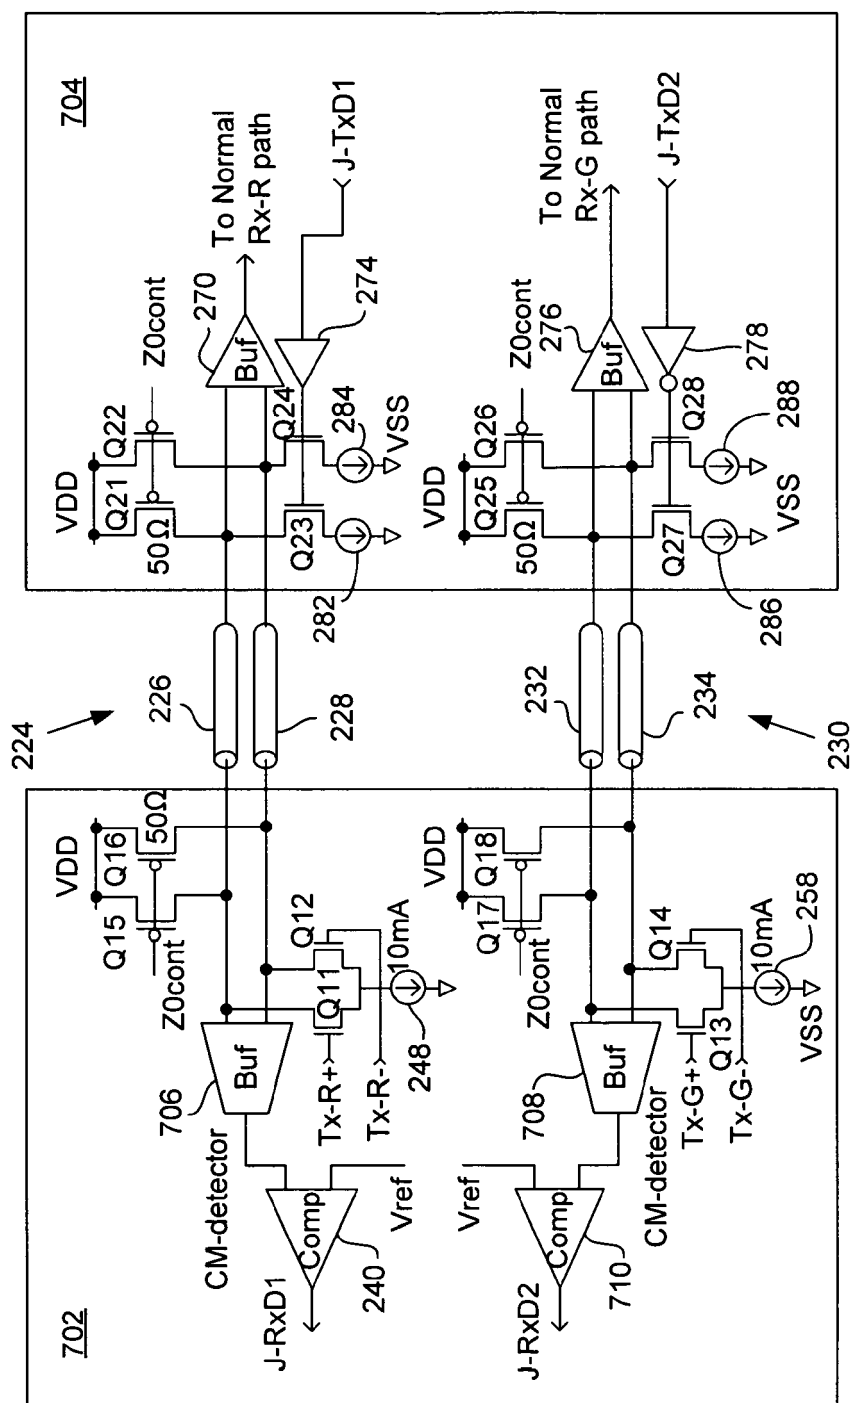 702
J-RxD1
Comp
240
CM-detector
706
Buf
Vref
Z0cont
Q15
VDD
Q16
50Ω
Q11
Q12
Tx-R+
Tx-R-
10mA
248
J-RxD2
Comp
710
Vref
CM-detector
708
Buf
Z0cont
Q17
VDD
Q18
Q13
Q14
Tx-G+
Tx-G-
10mA
258
VSS
224
226
228
232
234
230
704
VDD
Q21
Q22
50Ω
Z0cont
270
Buf
To Normal
Rx-R path
Q23
Q24
274
J-TxD1
282
284
VSS
VDD
Q25
Q26
50Ω
Z0cont
276
Buf
To Normal
Rx-G path
Q27
Q28
278
J-TxD2
286
288
VSS